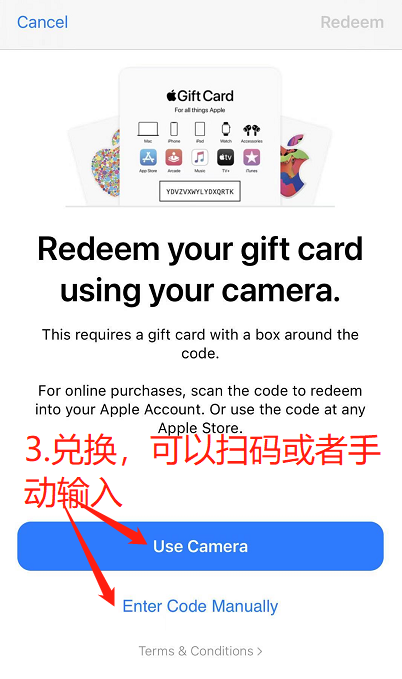 Cancel
Redeem
Gift Card
For all things Apple
Mac iPhone iPad Watch Accessories
App Store Arcade Music TV+ iTunes
YDVZVXWYLYDXQRTK
Redeem your gift card
using your camera.
This requires a gift card with a box around the
code.
For online purchases, scan the code to redeem
into your Apple Account. Or use the code at any
Apple Store.
3.兑换，可以扫码或者手
动输入
Use Camera
Enter Code Manually
Terms & Conditions >